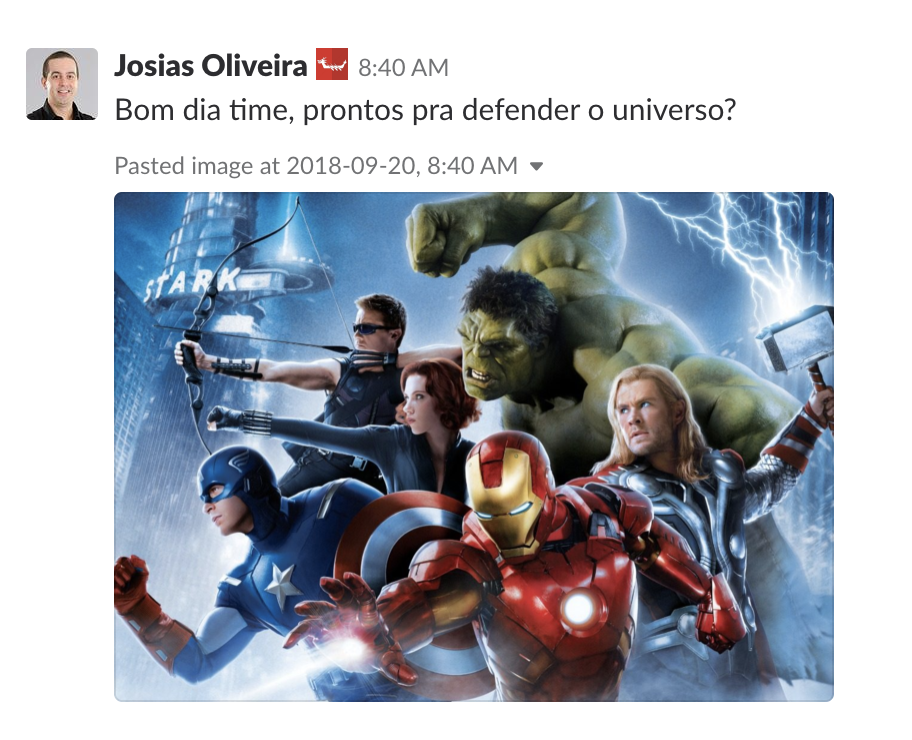 Josias Oliveira 8:40 AM
Bom dia time, prontos pra defender o universo?
Pasted image at 2018-09-20, 8:40 AM
STARK